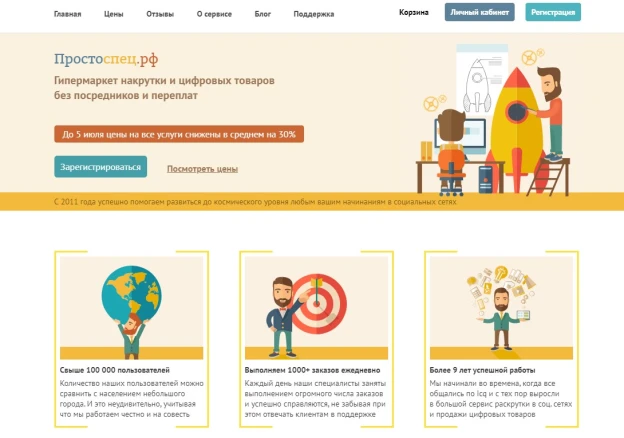 Главная Цены Отзывы О сервисе Блог Поддержка Корзина Личный кабинет Регистрация
Простоспец.рф
Гипермаркет накрутки и цифровых товаров
без посредников и переплат
До 5 июля цены на все услуги снижены в среднем на 30%
Зарегистрироваться Посмотреть цены
С 2011 года успешно помогаем развиться до космического уровня любым вашим начинаниям в социальных сетях
Свыше 100 000 пользователей
Количество наших пользователей можно
сравнить с населением небольшого
города. И это неудивительно, учитывая
что мы работаем честно и на совесть
Выполняем 1000+ заказов ежедневно
Каждый день наши специалисты заняты
выполнением огромного числа заказов
и успешно справляются, не забывая при
этом отвечать клиентам в поддержке
Более 9 лет успешной работы
Мы начинали во времена, когда все
общались по icq и с тех пор выросли
в большой сервис раскрутки в соц. сетях
и продажи цифровых товаров